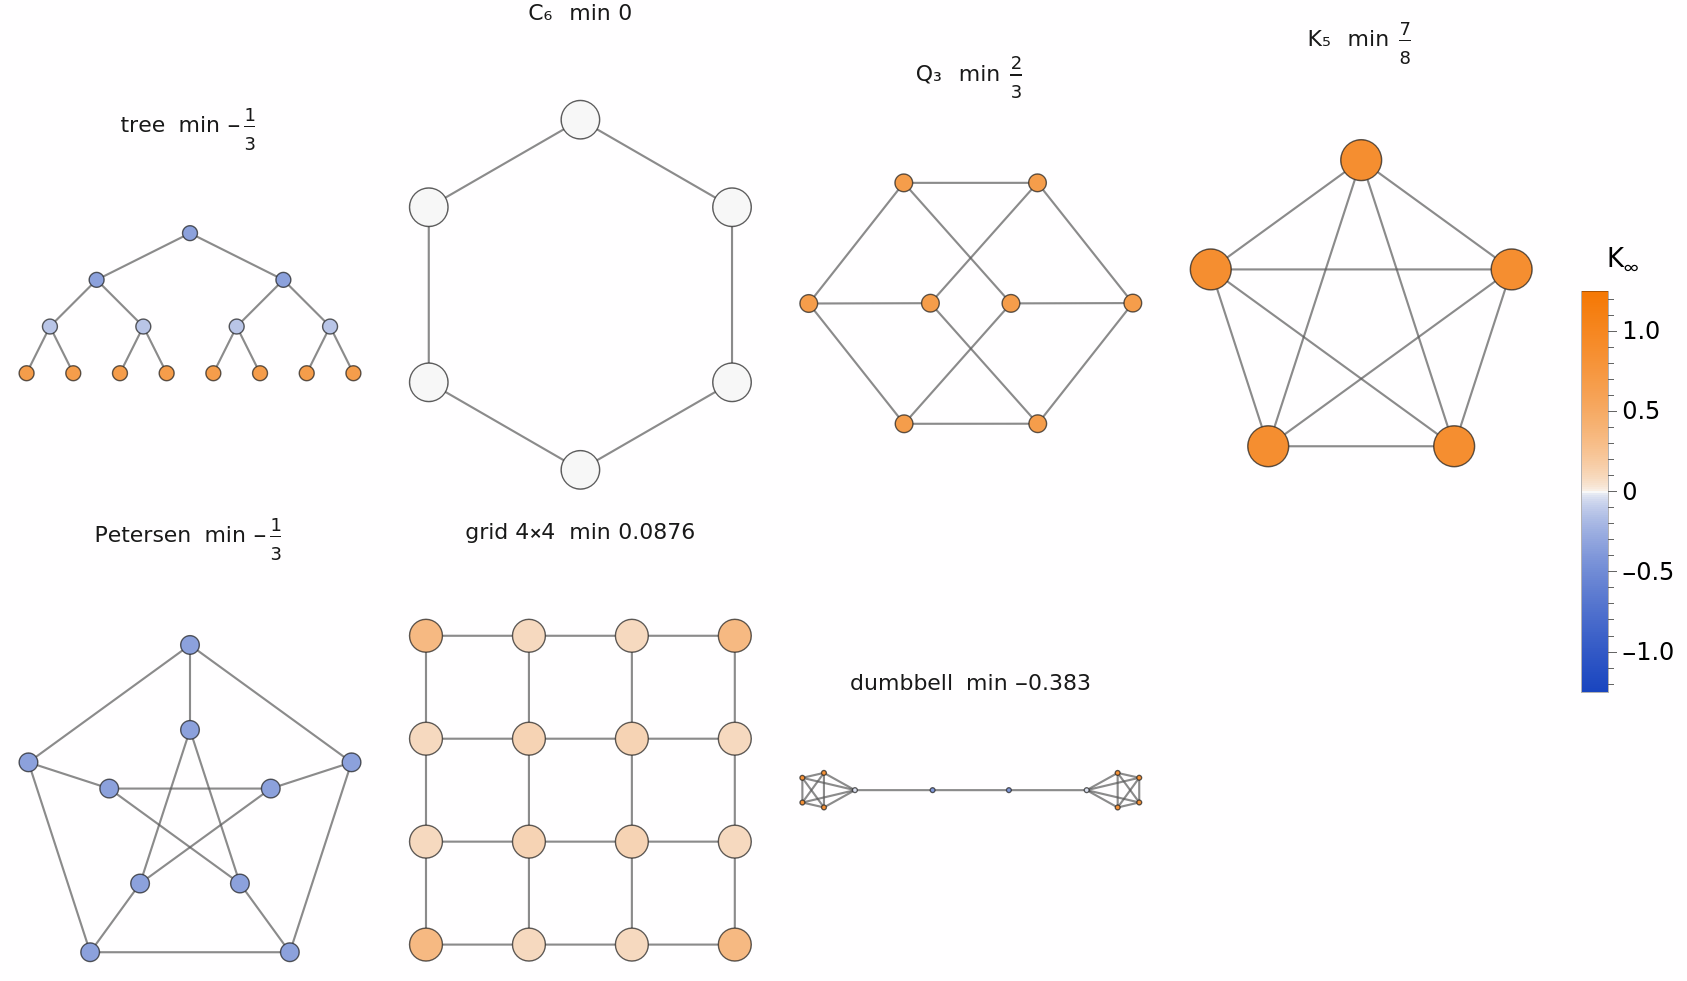 C₆ min 0
K₅ min 7/8
Q₃ min 2/3
tree min –1/3
K∞
1.0
0.5
0
–0.5
–1.0
Petersen min –1/3
grid 4×4 min 0.0876
dumbbell min –0.383